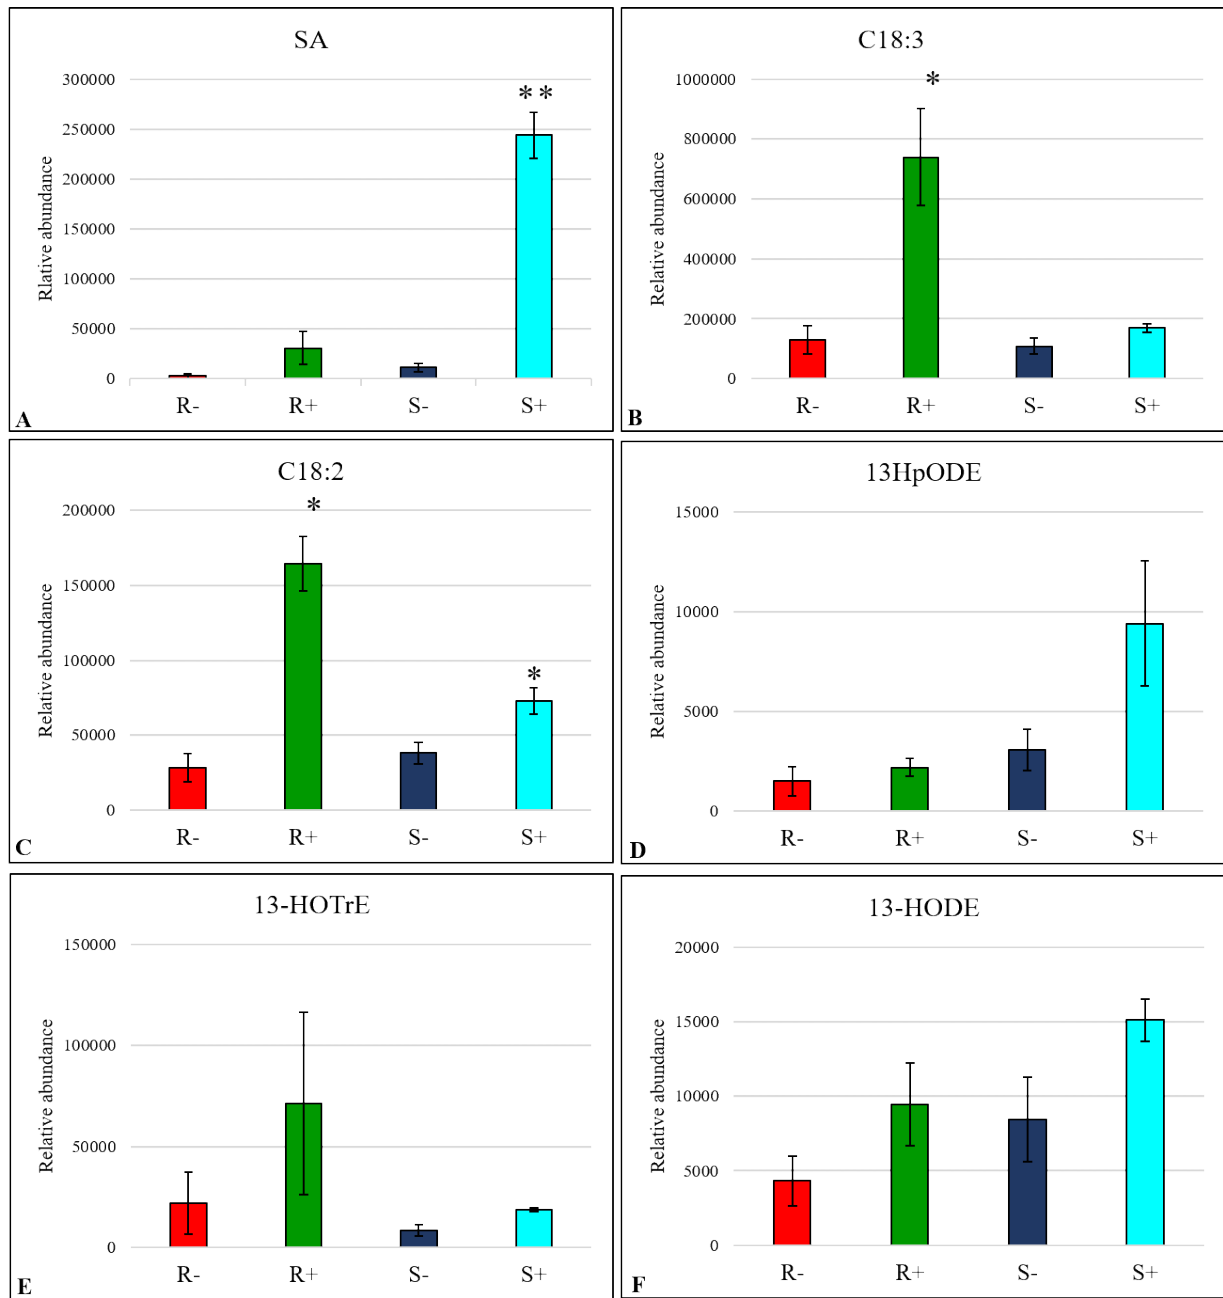 SA
**
Rlative abundance
300000
250000
200000
150000
100000
50000
0
R- R+ S- S+
A
C18:3
*
Relative abundance
1000000
800000
600000
400000
200000
0
R- R+ S- S+
B
C18:2
*
*
Relative abundance
200000
150000
100000
50000
0
R- R+ S- S+
C
13HpODE
Relative abundance
15000
10000
5000
0
R- R+ S- S+
D
13-HOTrE
Relative abundance
150000
100000
50000
0
R- R+ S- S+
E
13-HODE
Relative abundance
20000
15000
10000
5000
0
R- R+ S- S+
F